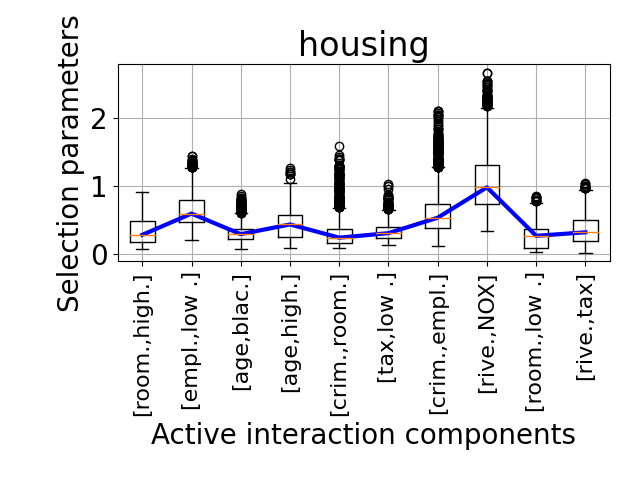 housing
Selection parameters
2
1
0
[room.,high.]
[empl.,low .]
[age,blac.]
[age,high.]
[crim.,room.]
[tax,low .]
[crim.,empl.]
[rive.,NOX]
[room.,low .]
[rive.,tax]
Active interaction components